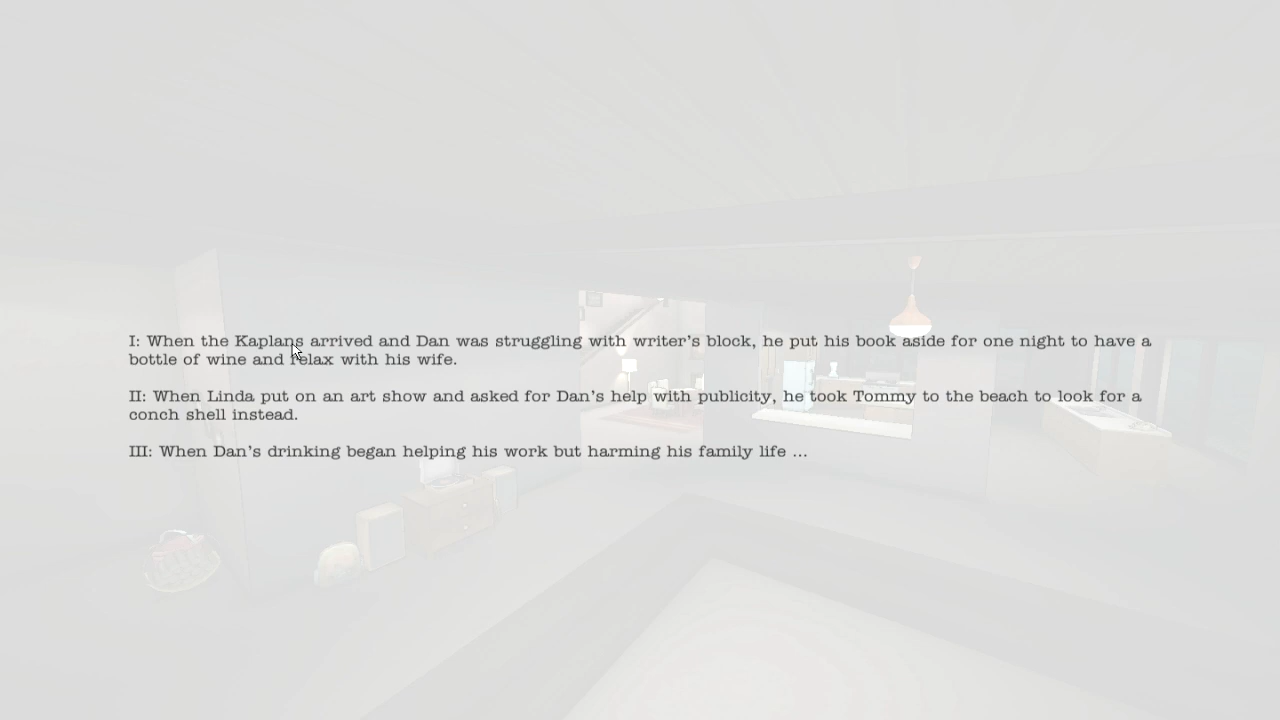 I: When the Kaplans arrived and Dan was struggling with writer's block, he put his book aside for one night to have a
bottle of wine and relax with his wife.
II: When Linda put on an art show and asked for Dan's help with publicity, he took Tommy to the beach to look for a
conch shell instead.
III: When Dan's drinking began helping his work but harming his family life ...